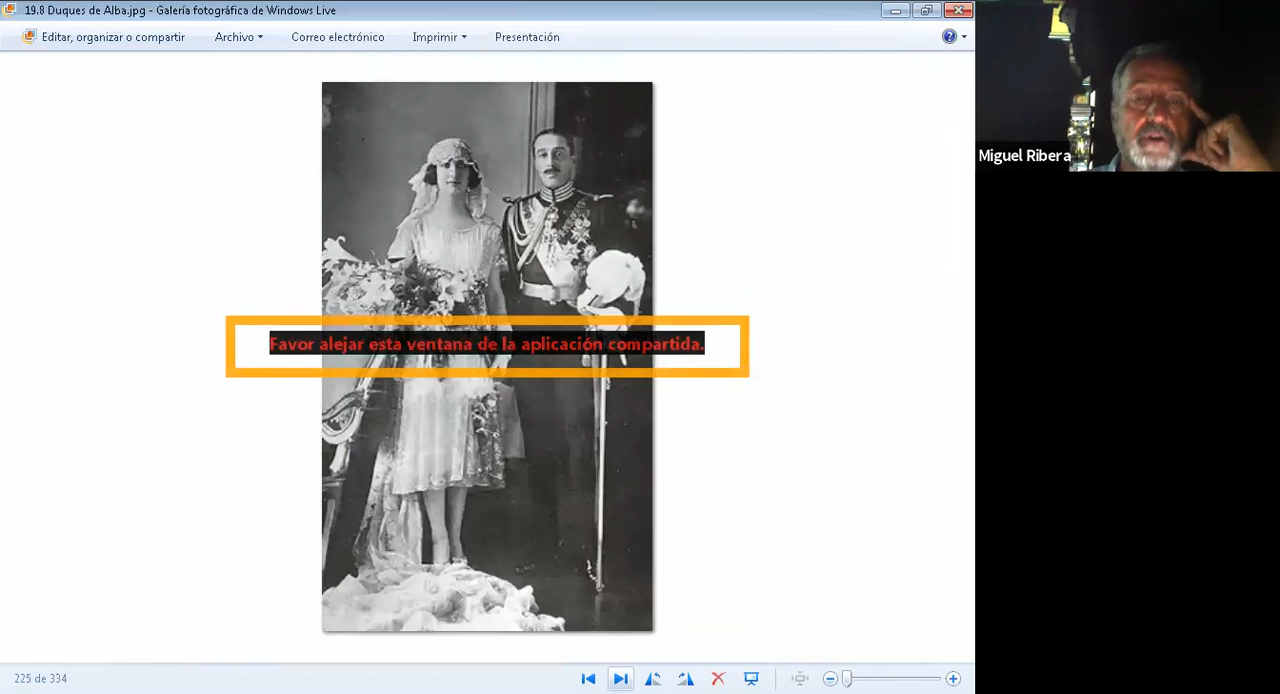 19.8 Duques de Alba.jpg - Galería fotográfica de Windows Live
Editar, organizar o compartir Archivo Correo electrónico Imprimir Presentación
Miguel Ribera
Favor alejar esta ventana de la aplicación compartida.
225 de 334